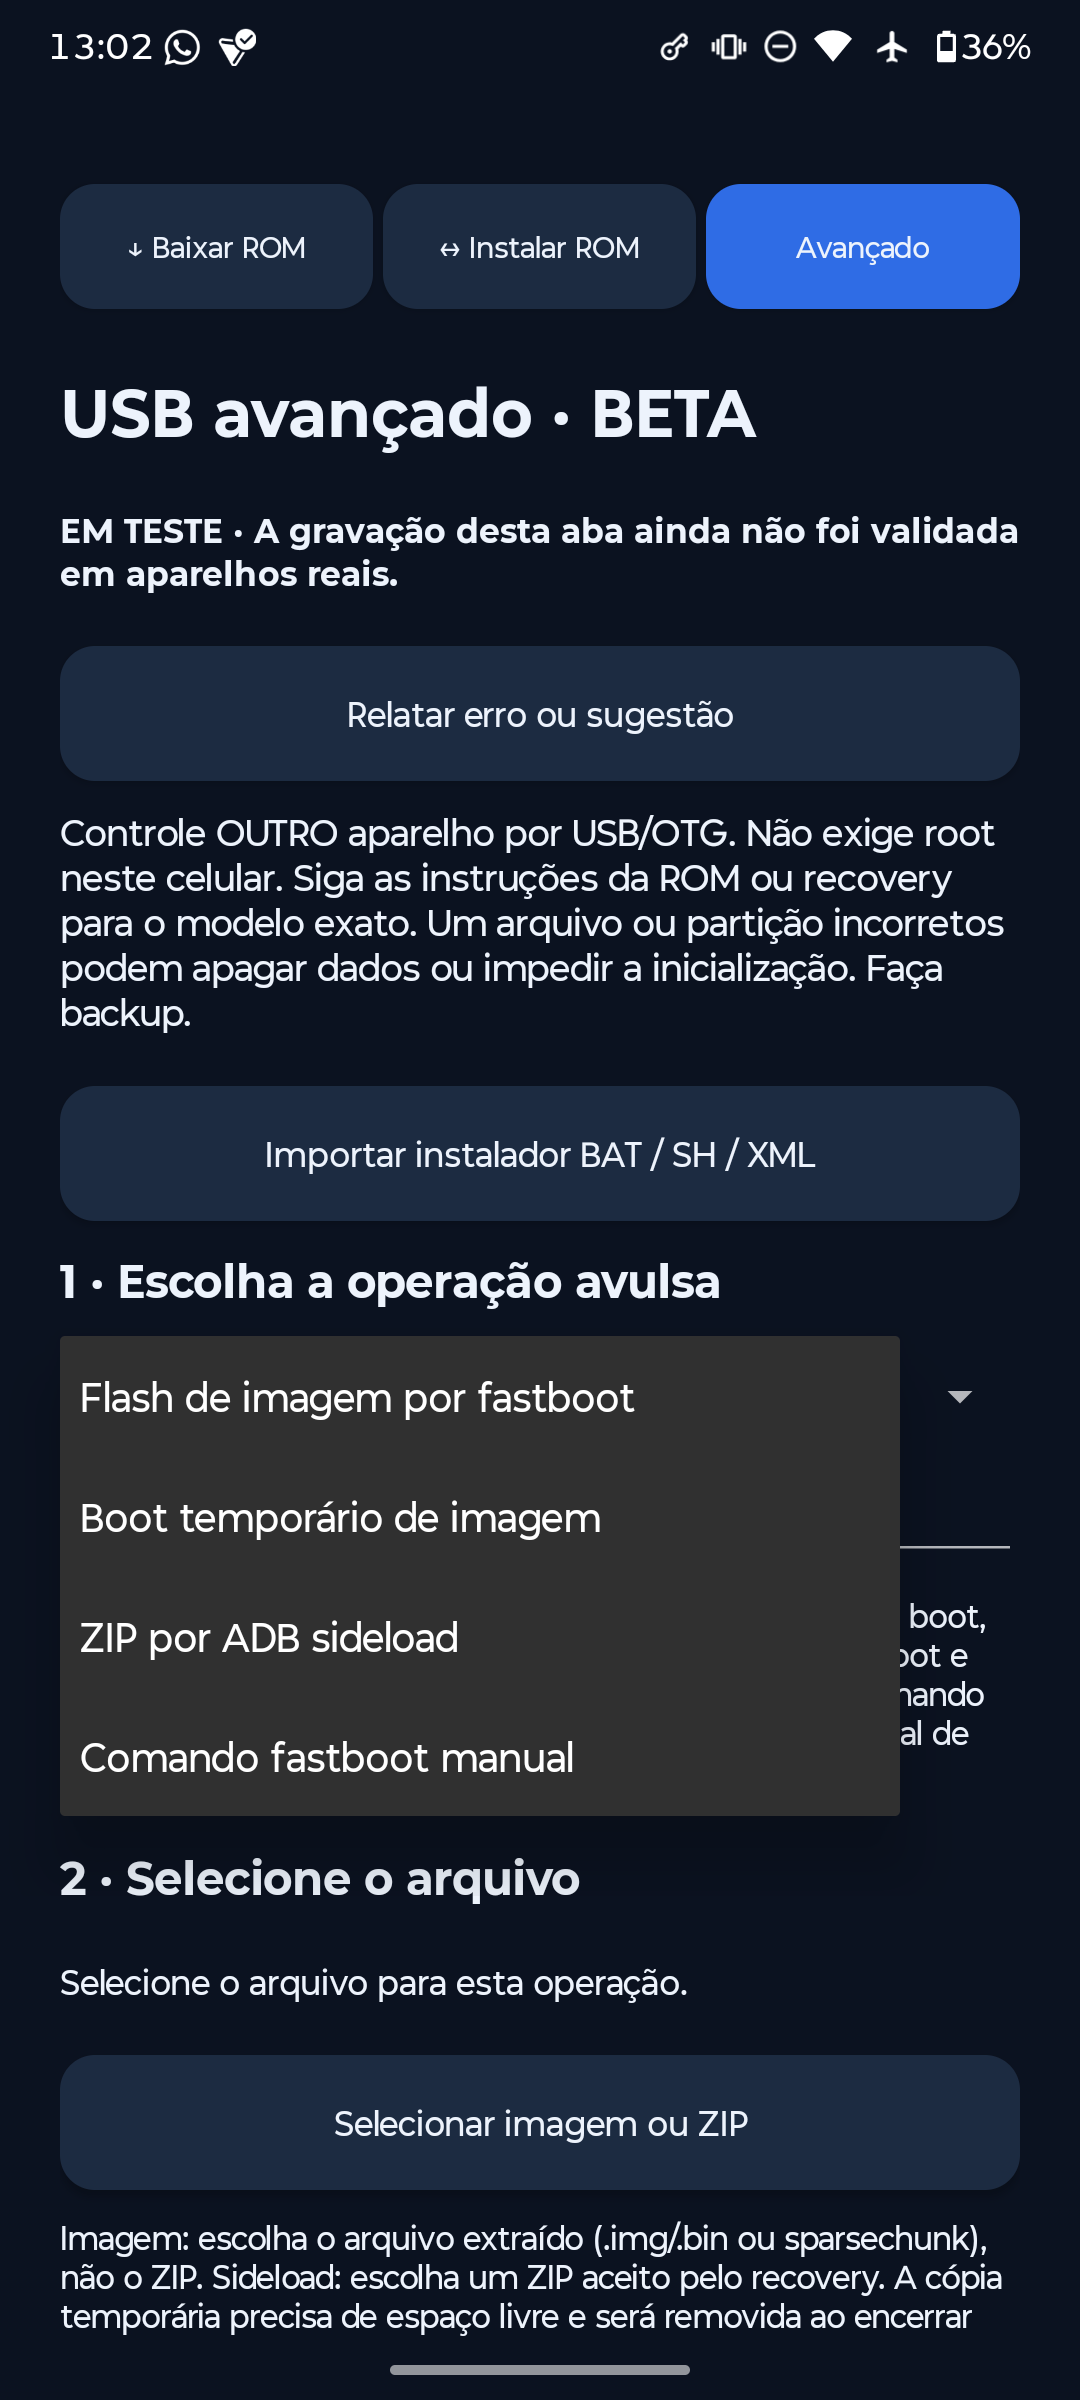 13:02
36%
↓ Baixar ROM
↔ Instalar ROM
Avançado
USB avançado • BETA
EM TESTE • A gravação desta aba ainda não foi validada
em aparelhos reais.
Relatar erro ou sugestão
Controle OUTRO aparelho por USB/OTG. Não exige root
neste celular. Siga as instruções da ROM ou recovery
para o modelo exato. Um arquivo ou partição incorretos
podem apagar dados ou impedir a inicialização. Faça
backup.
Importar instalador BAT / SH / XML
1 • Escolha a operação avulsa
Flash de imagem por fastboot
Boot temporário de imagem
ZIP por ADB sideload
Comando fastboot manual
boot,
e
de
2 • Selecione o arquivo
Selecione o arquivo para esta operação.
Selecionar imagem ou ZIP
Imagem: escolha o arquivo extraído (.img/.bin ou sparsechunk),
não o ZIP. Sideload: escolha um ZIP aceito pelo recovery. A cópia
temporária precisa de espaço livre e será removida ao encerrar